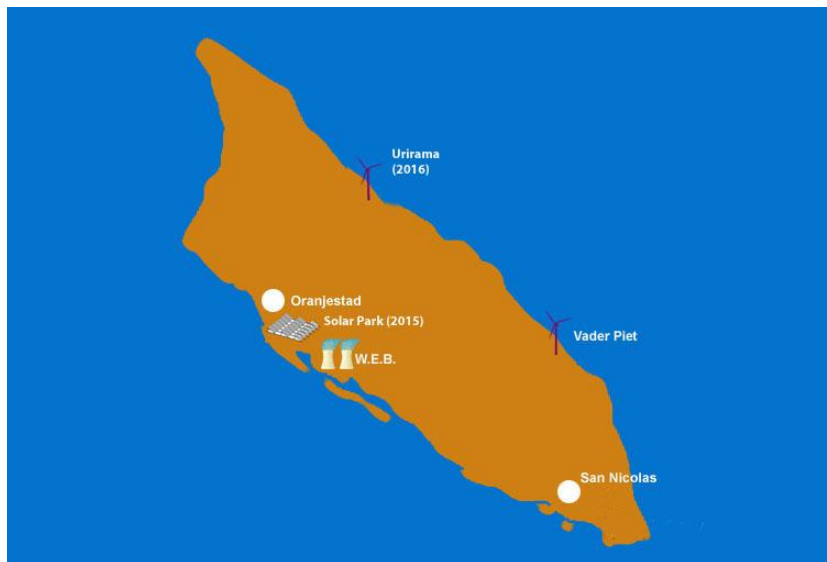 Urirama
(2016)
Oranjestad
Solar Park (2015)
Vader Piet
W.E.B.
San Nicolas